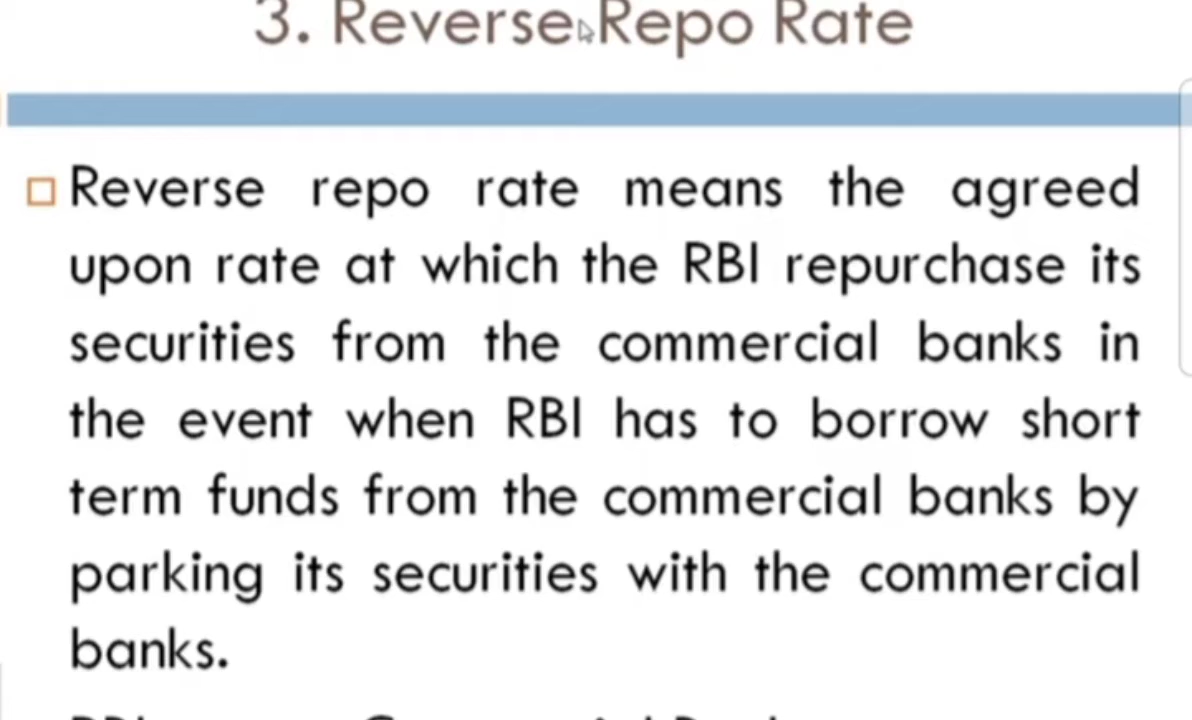 3. Reverse Repo Rate
Reverse repo rate means the agreed
upon rate at which the RBI repurchase its
securities from the commercial banks in
the event when RBI has to borrow short
term funds from the commercial banks by
parking its securities with the commercial
banks.